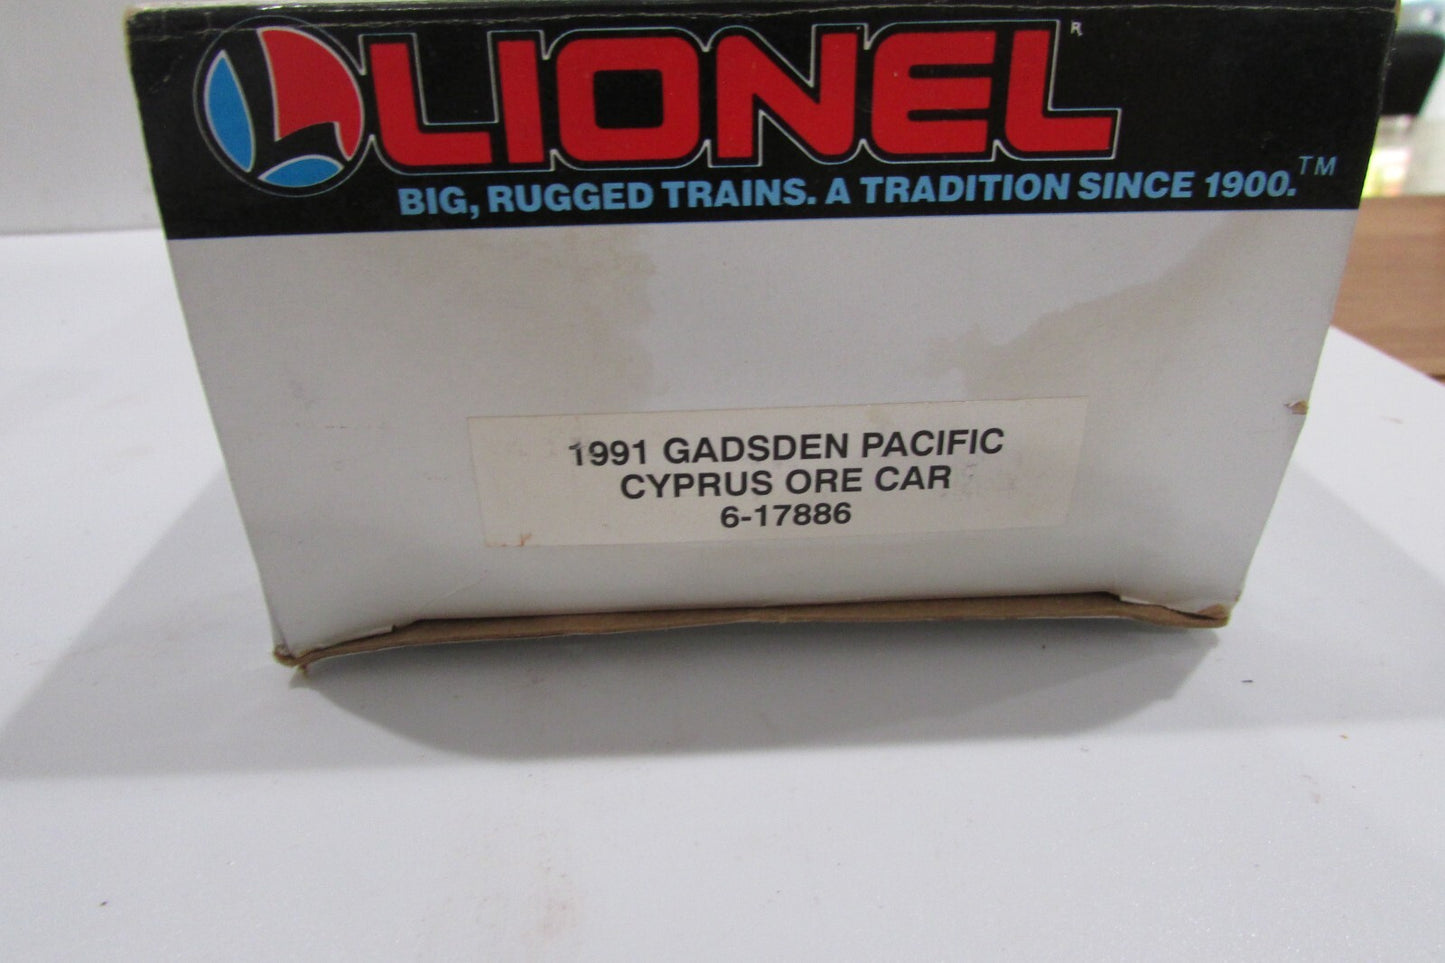 LIONEL
R
BIG, RUGGED TRAINS. A TRADITION SINCE 1900.™
1991 GADSDEN PACIFIC
CYPRUS ORE CAR
6-17886